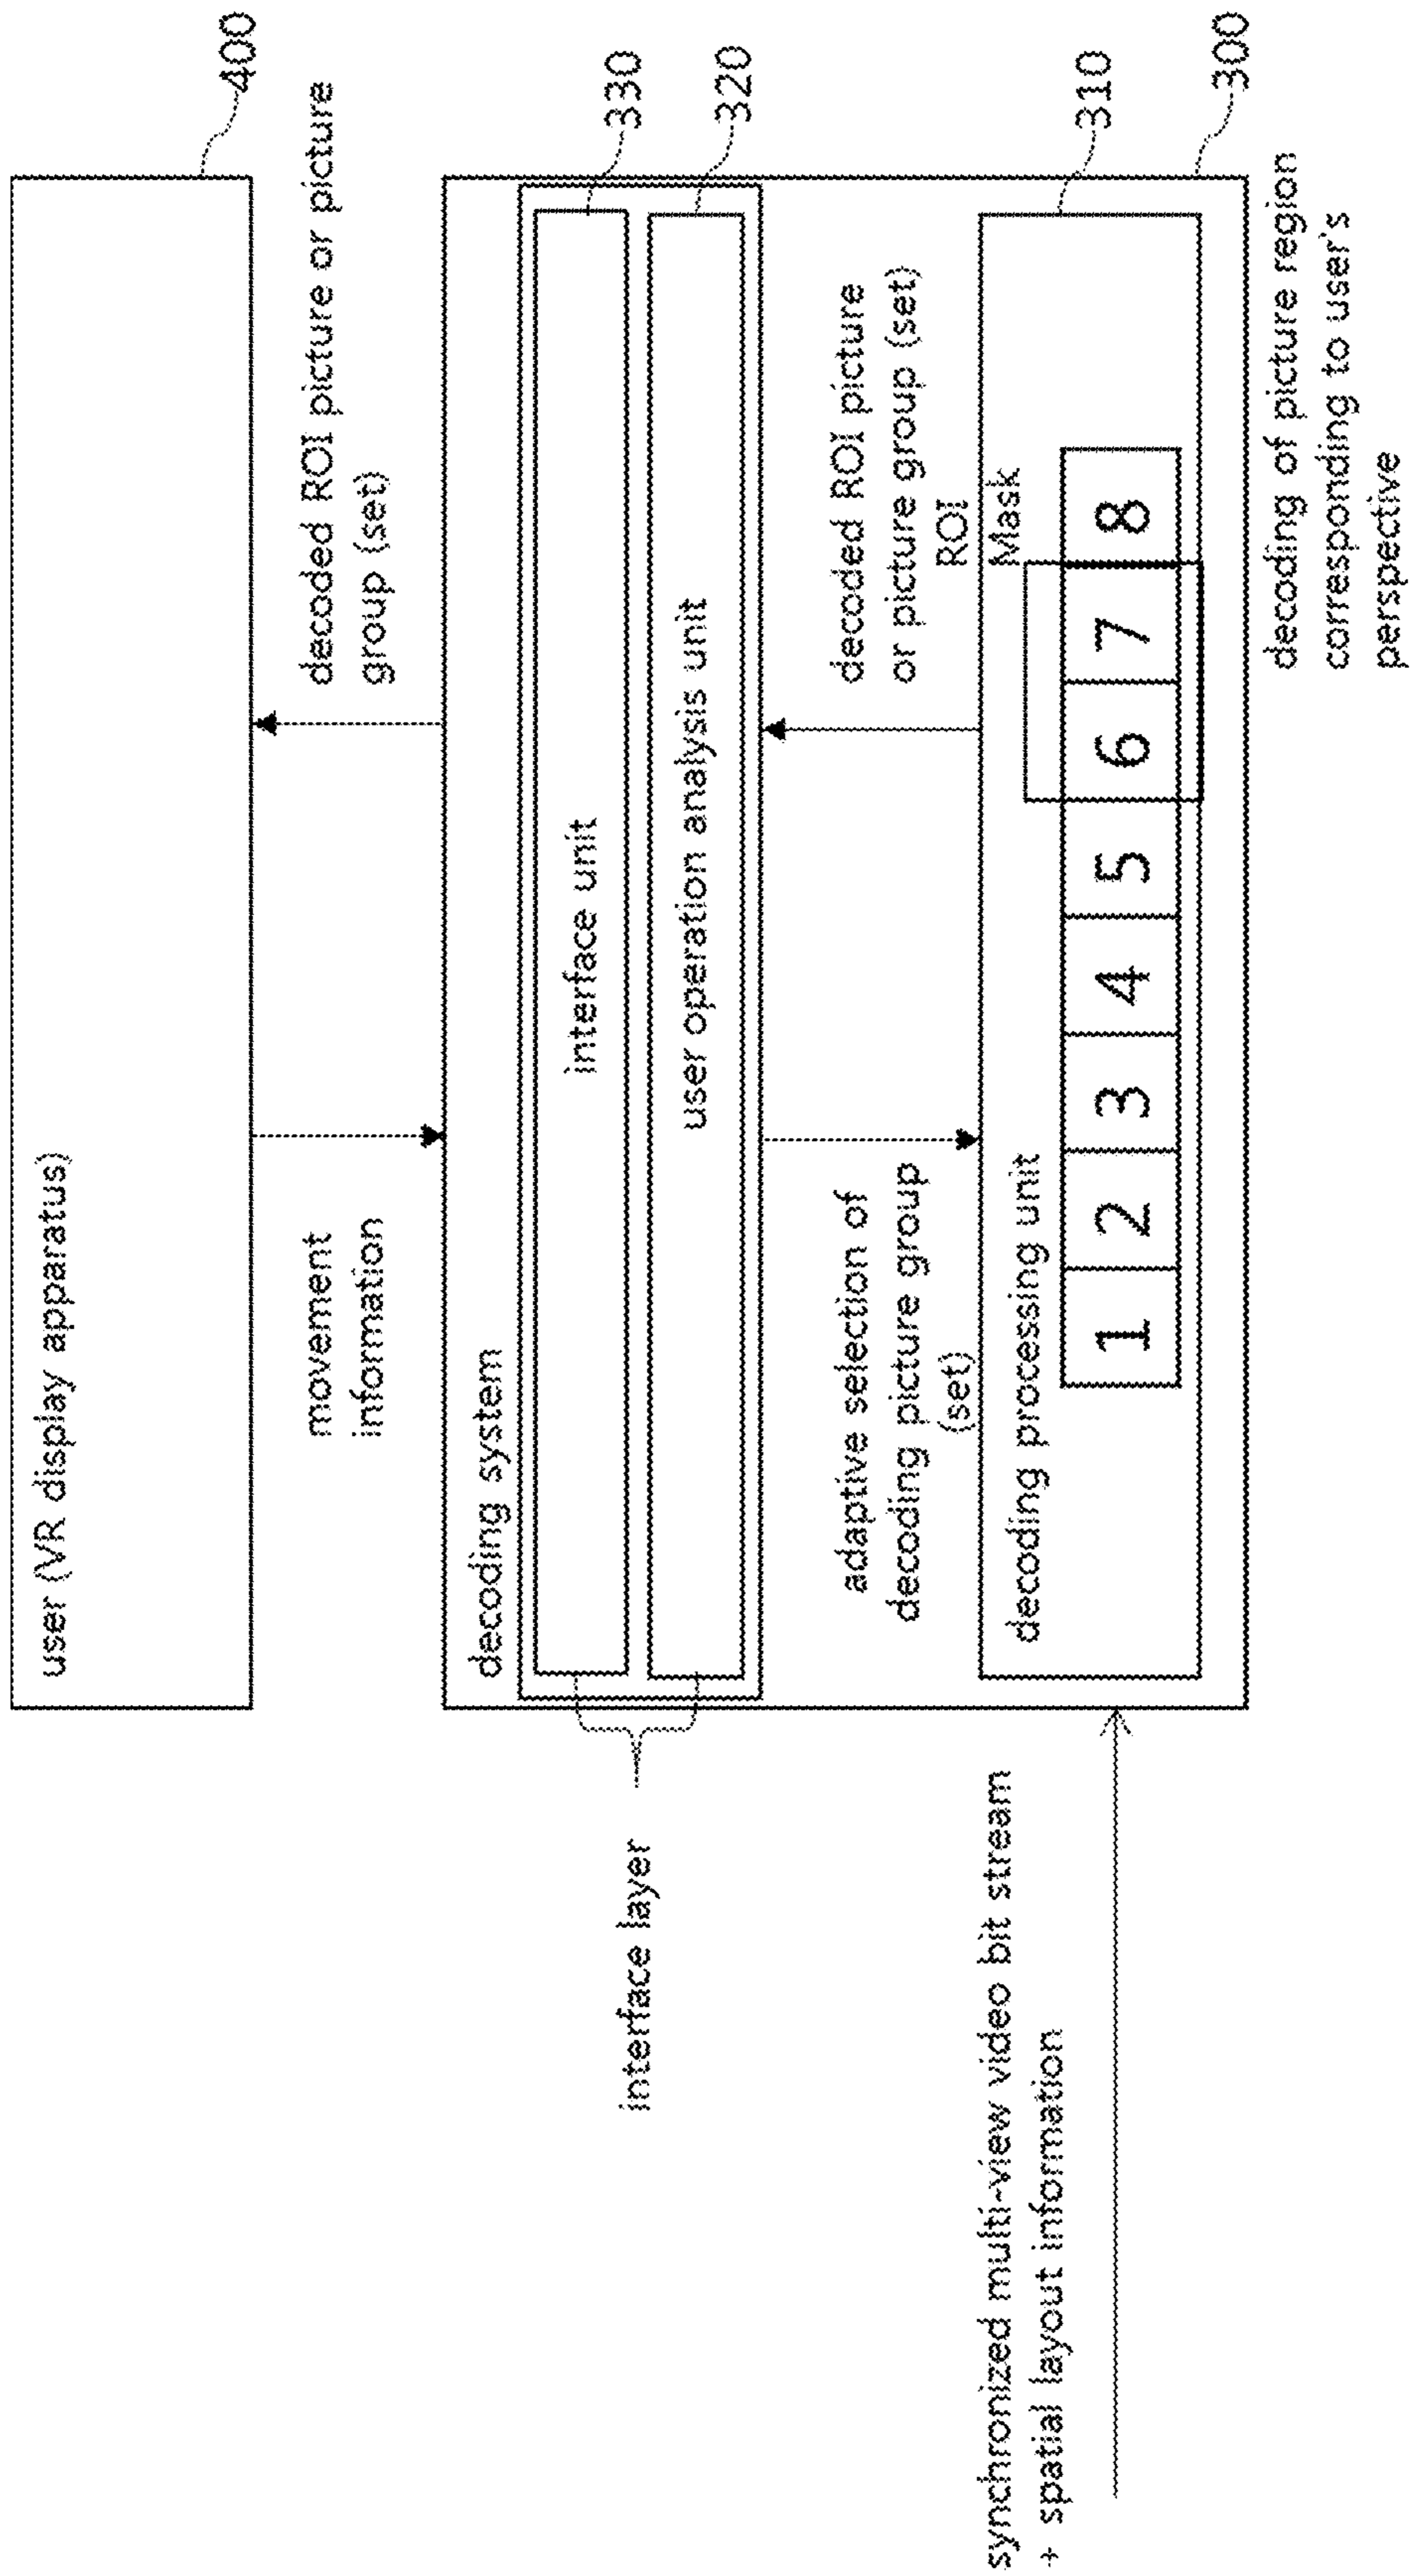 user (VR display apparatus)
400
movement
information
decoded ROI picture or picture
group (set)
decoding system
interface unit
330
user operation analysis unit
320
interface layer
adaptive selection of
decoding picture group
(set)
decoded ROI picture
or picture group (set)
ROI
Mask
decoding processing unit
310
1 2 3 4 5 6 7 8
300
synchronized multi-view video bit stream
+ spatial layout information
decoding of picture region
corresponding to user's
perspective